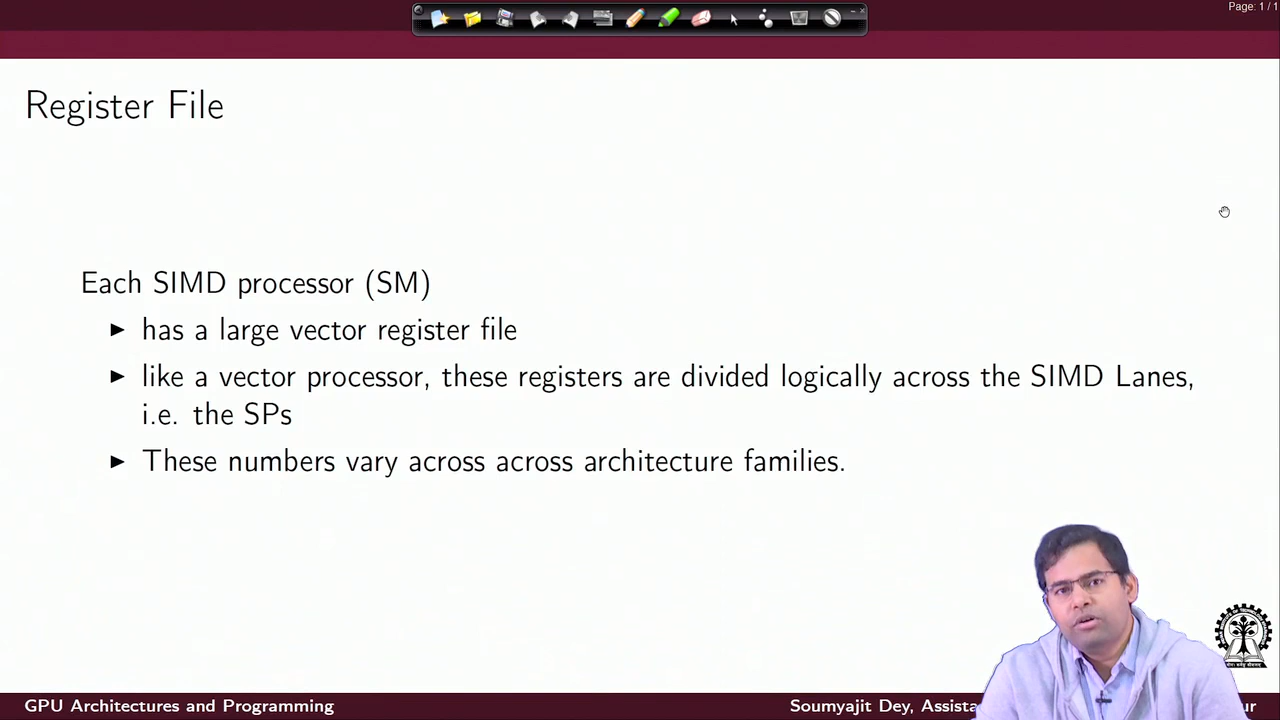 Page: 1 / 1
Register File
Each SIMD processor (SM)
▶ has a large vector register file
▶ like a vector processor, these registers are divided logically across the SIMD Lanes,
i.e. the SPs
▶ These numbers vary across across architecture families.
GPU Architectures and Programming
Soumyajit Dey,